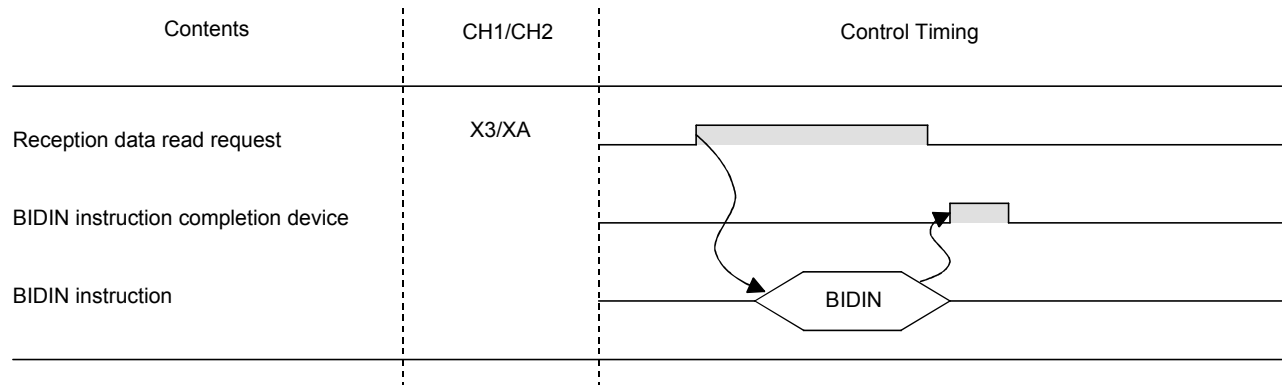 Contents CH1/CH2 Control Timing
Reception data read request X3/XA
BIDIN instruction completion device
BIDIN instruction BIDIN